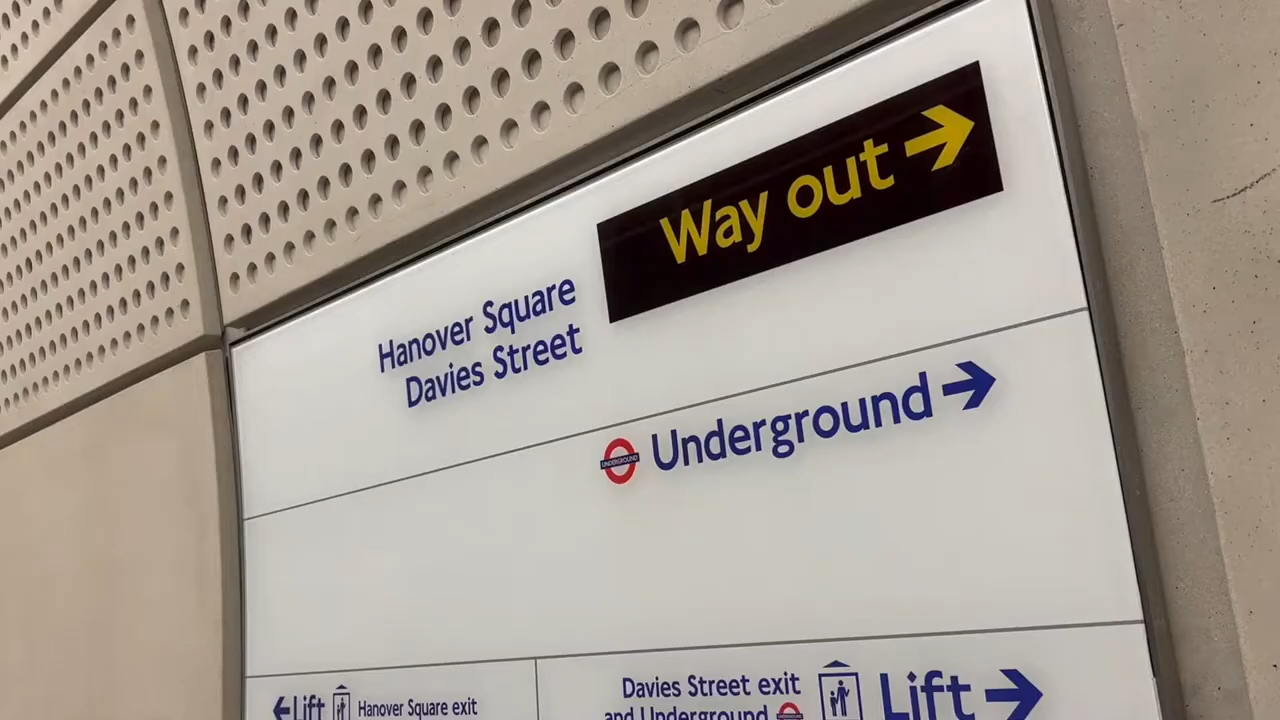 Way out →
Hanover Square
Davies Street
UNDERGROUND Underground →
← Lift Hanover Square exit
Davies Street exit
and Underground Lift →